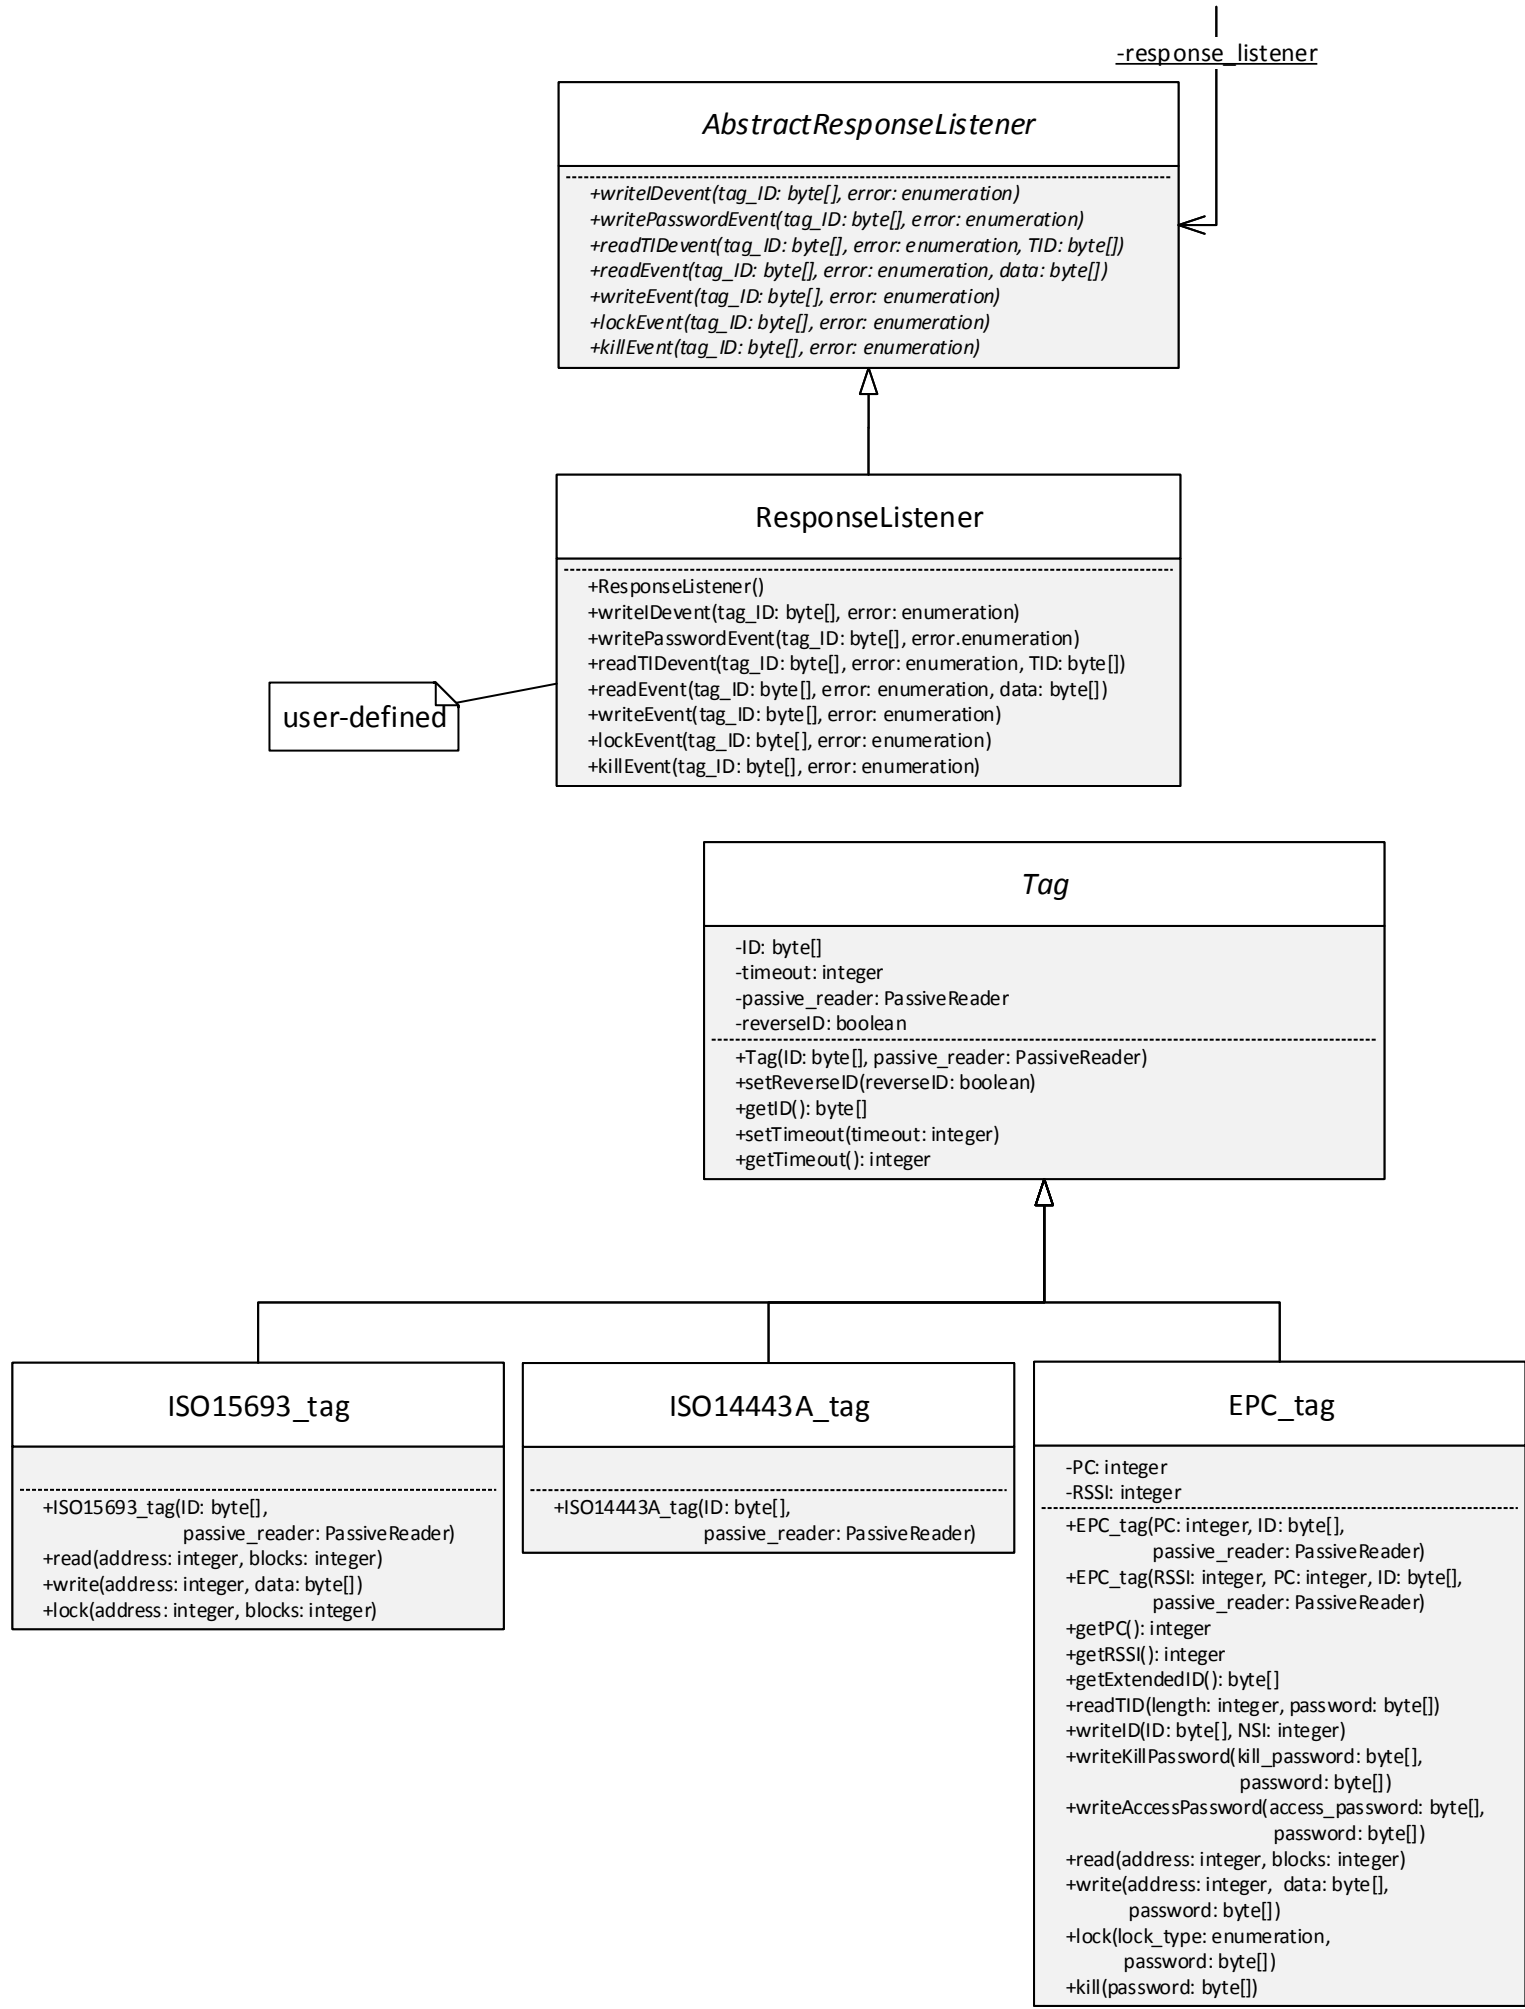 -response_listener
AbstractResponseListener
+writeIDevent(tag_ID: byte[], error: enumeration)
+writePasswordEvent(tag_ID: byte[], error: enumeration)
+readTIDevent(tag_ID: byte[], error: enumeration, TID: byte[])
+readEvent(tag_ID: byte[], error: enumeration, data: byte[])
+writeEvent(tag_ID: byte[], error: enumeration)
+lockEvent(tag_ID: byte[], error: enumeration)
+killEvent(tag_ID: byte[], error: enumeration)
ResponseListener
+ResponseListener()
+writeIDevent(tag_ID: byte[], error: enumeration)
+writePasswordEvent(tag_ID: byte[], error.enumeration)
+readTIDevent(tag_ID: byte[], error: enumeration, TID: byte[])
+readEvent(tag_ID: byte[], error: enumeration, data: byte[])
+writeEvent(tag_ID: byte[], error: enumeration)
+lockEvent(tag_ID: byte[], error: enumeration)
+killEvent(tag_ID: byte[], error: enumeration)
user-defined
Tag
-ID: byte[]
-timeout: integer
-passive_reader: PassiveReader
-reverseID: boolean
+Tag(ID: byte[], passive_reader: PassiveReader)
+setReverseID(reverseID: boolean)
+getID(): byte[]
+setTimeout(timeout: integer)
+getTimeout(): integer
ISO15693_tag
+ISO15693_tag(ID: byte[],
passive_reader: PassiveReader)
+read(address: integer, blocks: integer)
+write(address: integer, data: byte[])
+lock(address: integer, blocks: integer)
ISO14443A_tag
+ISO14443A_tag(ID: byte[],
passive_reader: PassiveReader)
EPC_tag
-PC: integer
-RSSI: integer
+EPC_tag(PC: integer, ID: byte[],
passive_reader: PassiveReader)
+EPC_tag(RSSI: integer, PC: integer, ID: byte[],
passive_reader: PassiveReader)
+getPC(): integer
+getRSSI(): integer
+getExtendedID(): byte[]
+readTID(length: integer, password: byte[])
+writeID(ID: byte[], NSI: integer)
+writeKillPassword(kill_password: byte[],
password: byte[])
+writeAccessPassword(access_password: byte[],
password: byte[])
+read(address: integer, blocks: integer)
+write(address: integer, data: byte[],
password: byte[])
+lock(lock_type: enumeration,
password: byte[])
+kill(password: byte[])